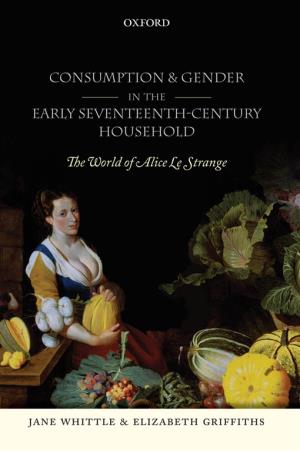 OXFORD
CONSUMPTION & GENDER
IN THE
EARLY SEVENTEENTH-CENTURY
HOUSEHOLD
The World of Alice Le Strange
JANE WHITTLE & ELIZABETH GRIFFITHS